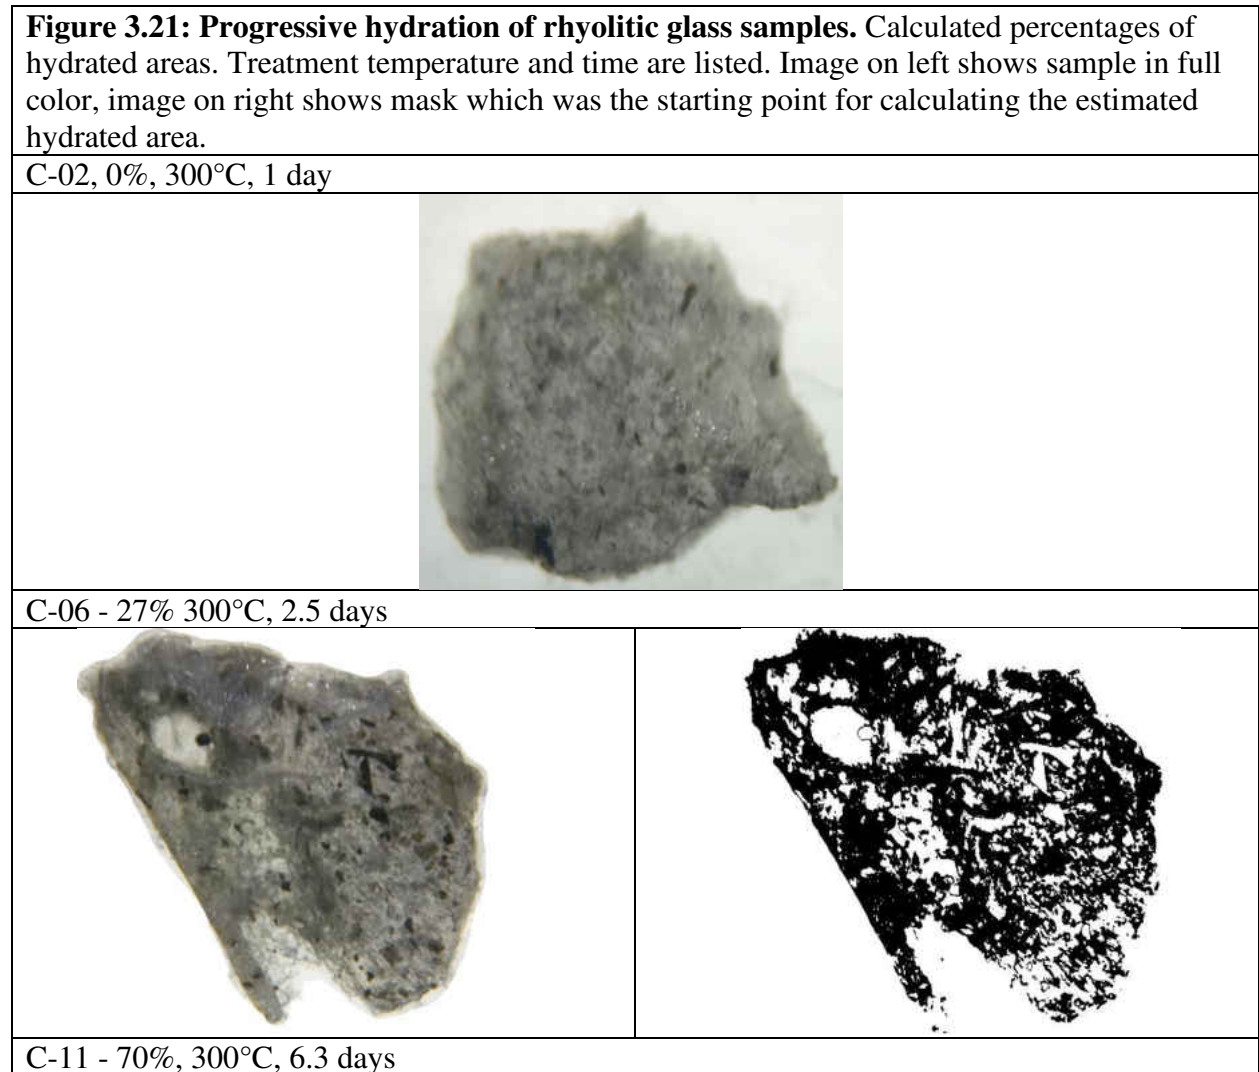 Figure 3.21: Progressive hydration of rhyolitic glass samples. Calculated percentages of
hydrated areas. Treatment temperature and time are listed. Image on left shows sample in full
color, image on right shows mask which was the starting point for calculating the estimated
hydrated area.
C-02, 0%, 300°C, 1 day
C-06 - 27% 300°C, 2.5 days
C-11 - 70%, 300°C, 6.3 days